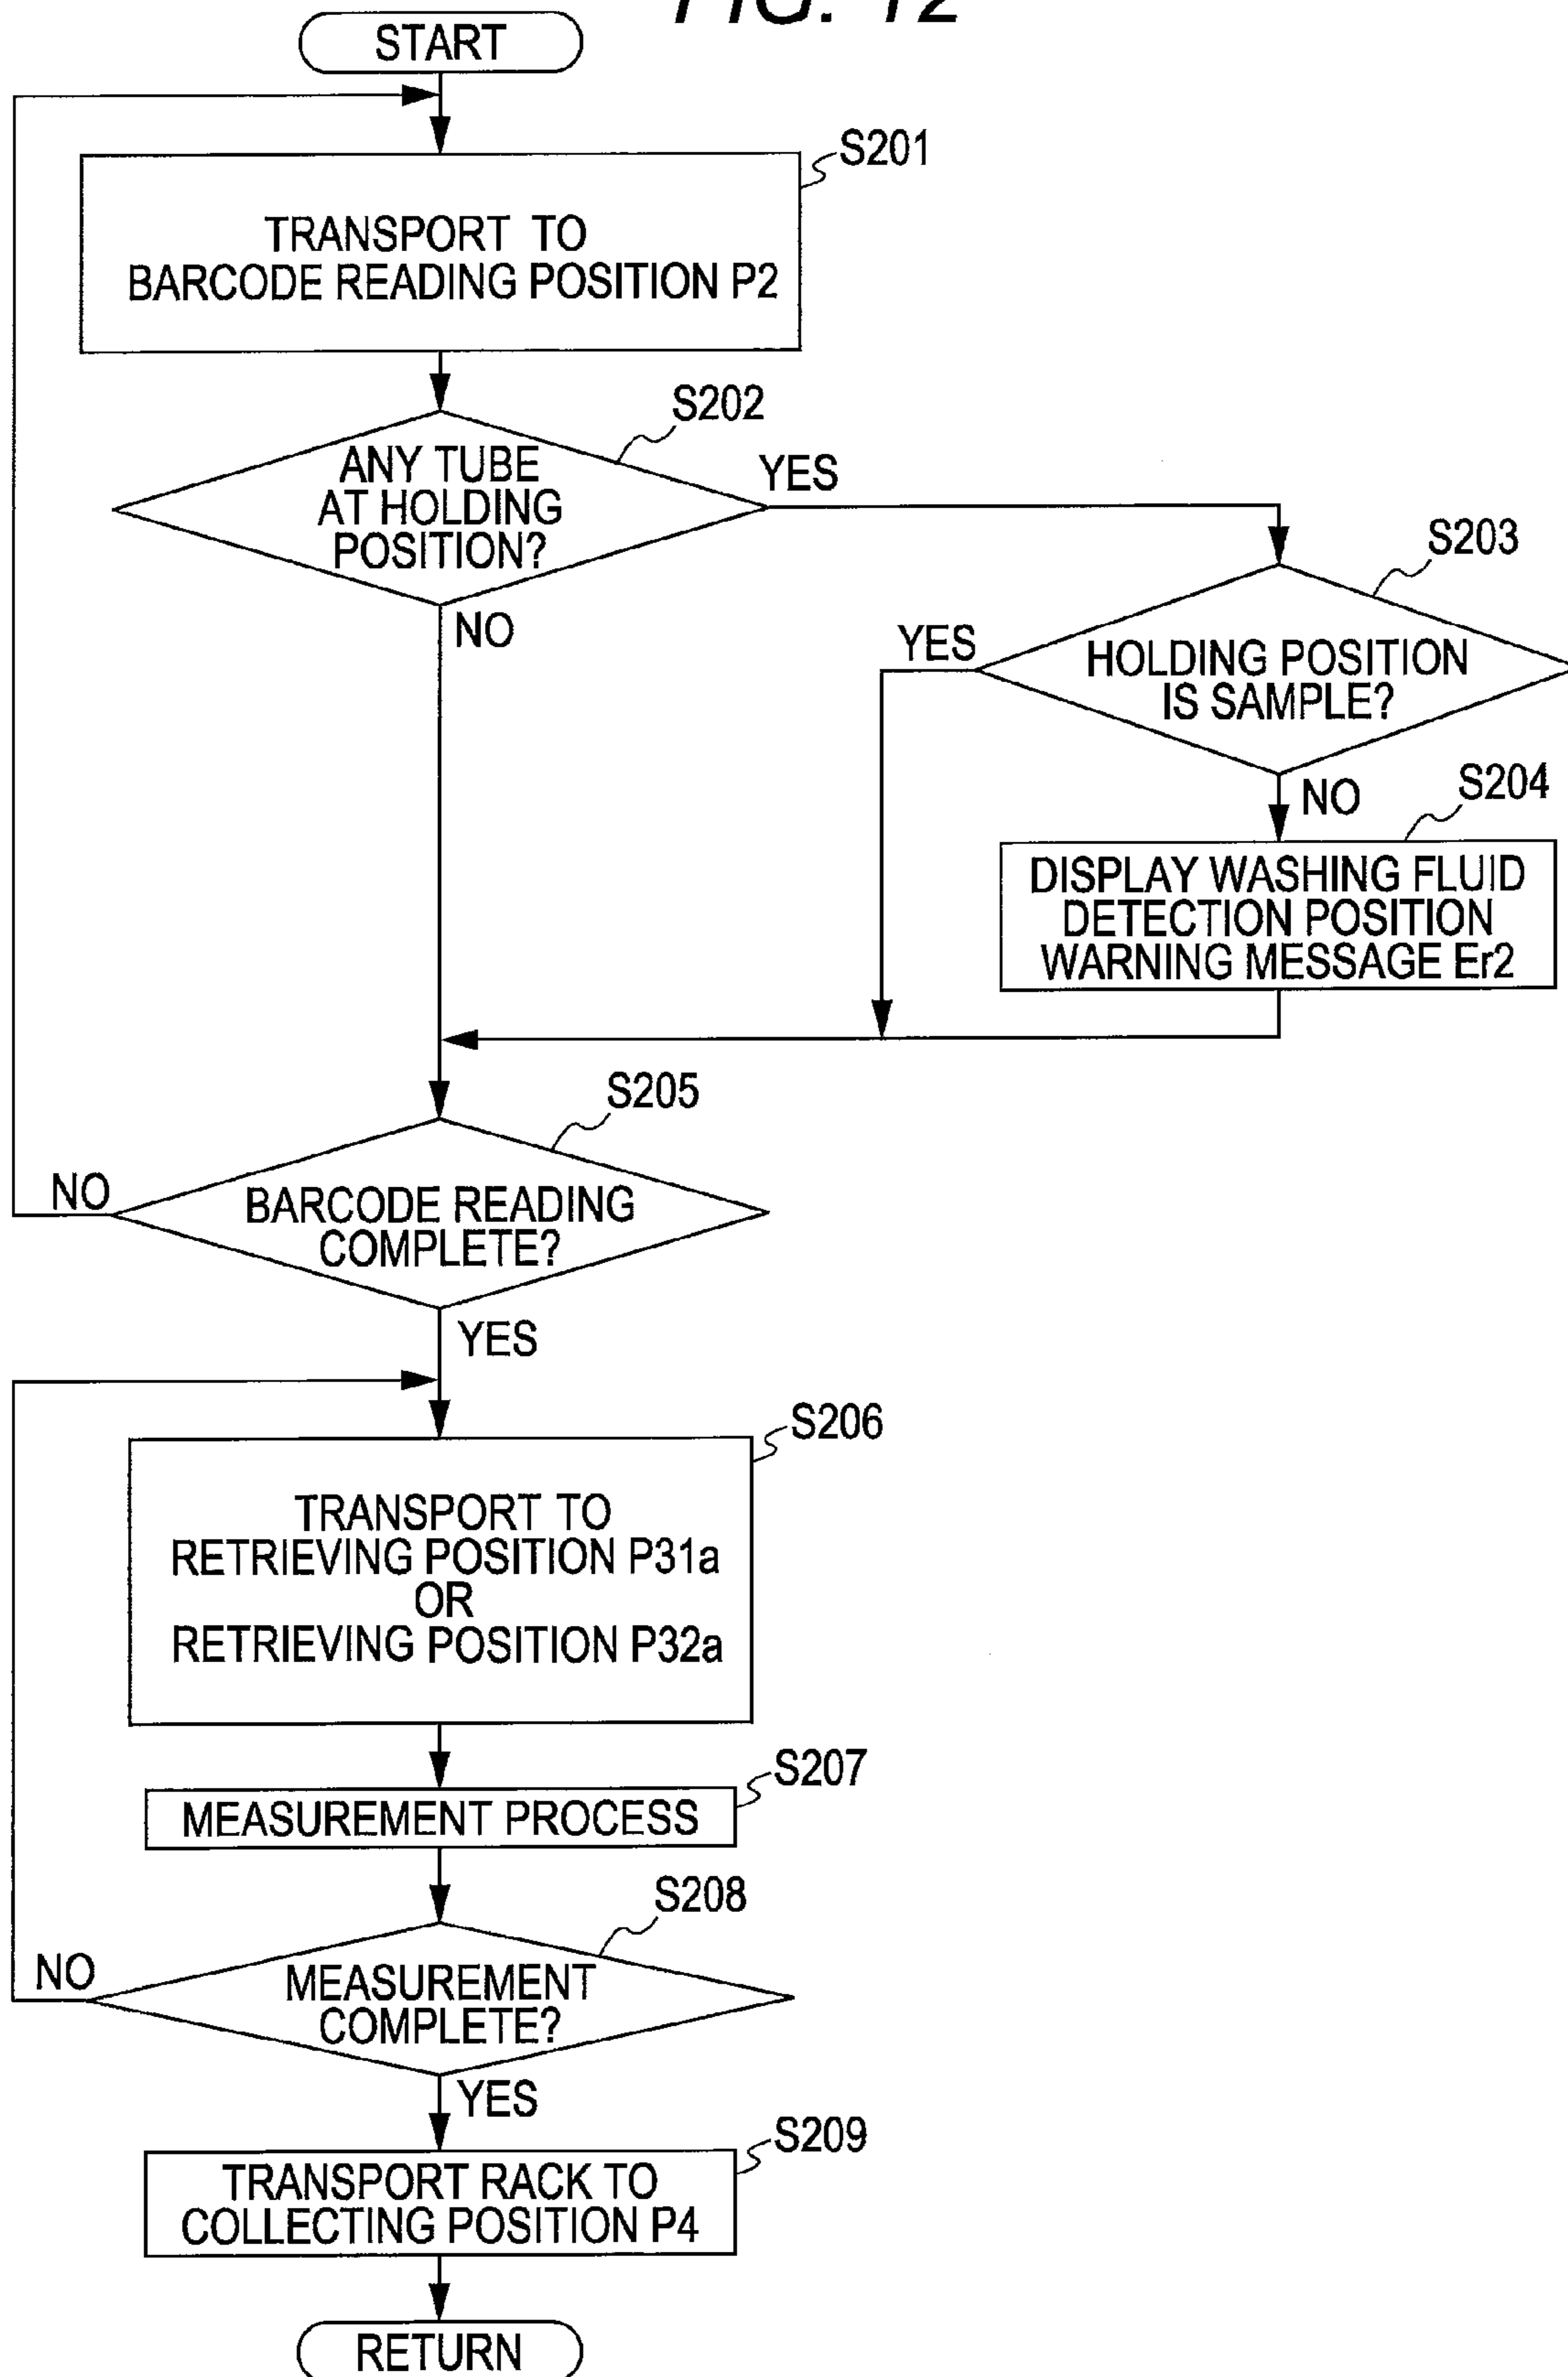 FIG. 12
START
S201
TRANSPORT TO
BARCODE READING POSITION P2
S202
ANY TUBE
AT HOLDING
POSITION?
YES
NO
S203
YES
HOLDING POSITION
IS SAMPLE?
NO
S204
DISPLAY WASHING FLUID
DETECTION POSITION
WARNING MESSAGE Er2
S205
NO
BARCODE READING
COMPLETE?
YES
S206
TRANSPORT TO
RETRIEVING POSITION P31a
OR
RETRIEVING POSITION P32a
S207
MEASUREMENT PROCESS
S208
NO
MEASUREMENT
COMPLETE?
YES
S209
TRANSPORT RACK TO
COLLECTING POSITION P4
RETURN